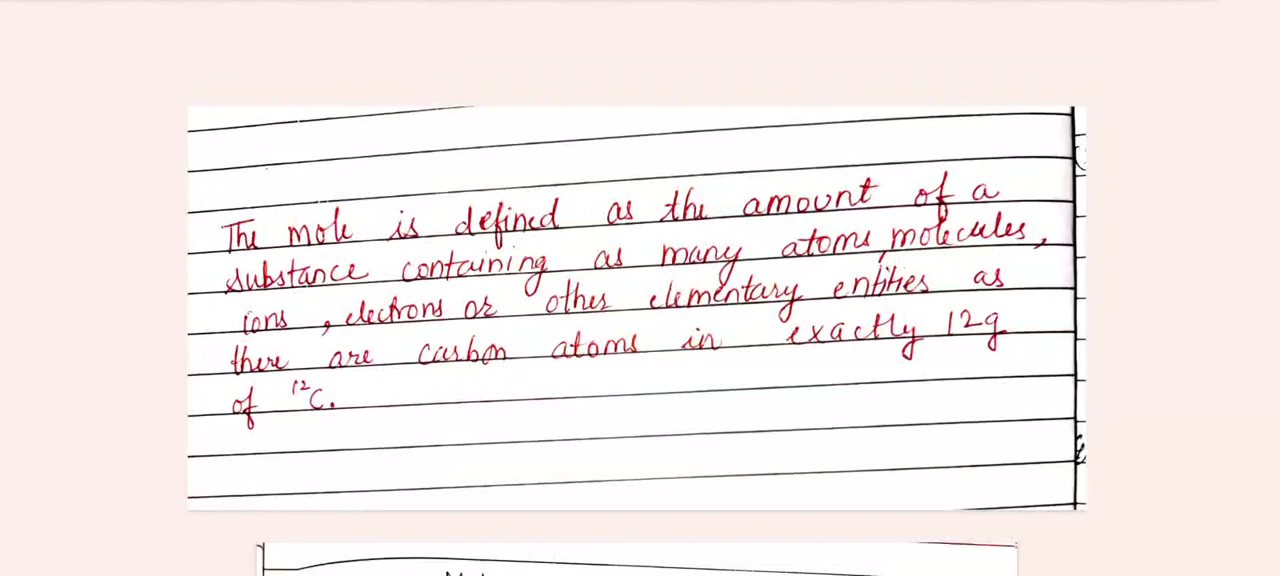 The mole is defined as the amount of a
substance containing as many atoms, molecules,
ions, electrons or other elementary entities as
there are carbon atoms in exactly 12g
of ¹²C.